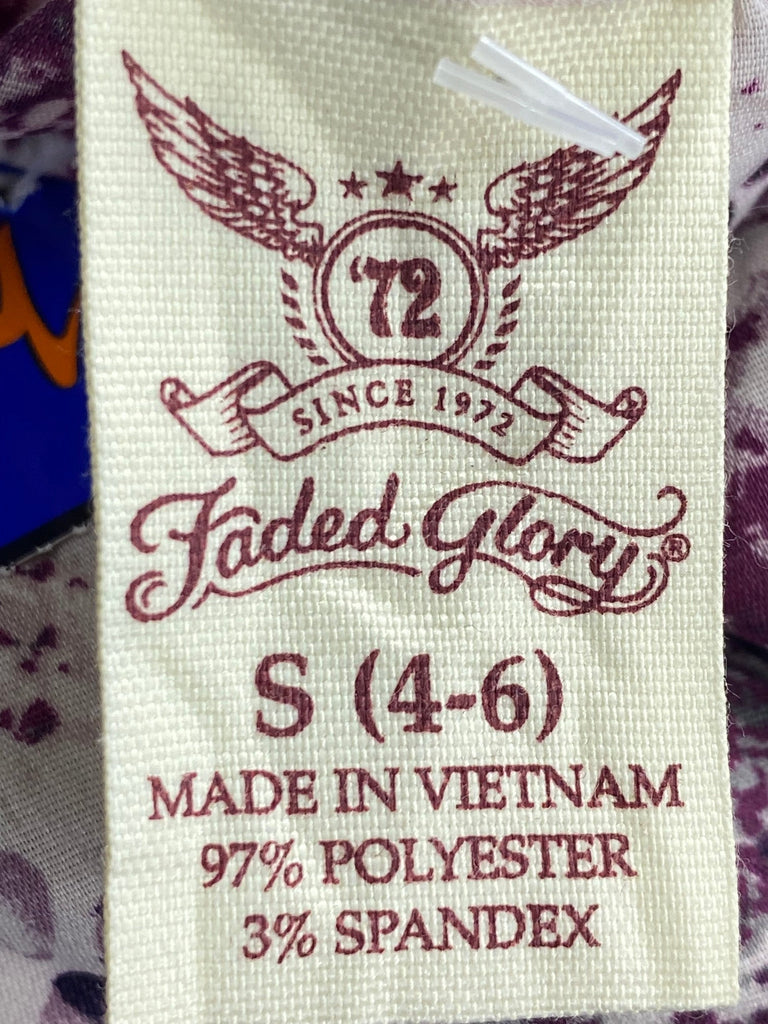 '72
SINCE 1972
Faded Glory®
S (4-6)
MADE IN VIETNAM
97% POLYESTER
3% SPANDEX